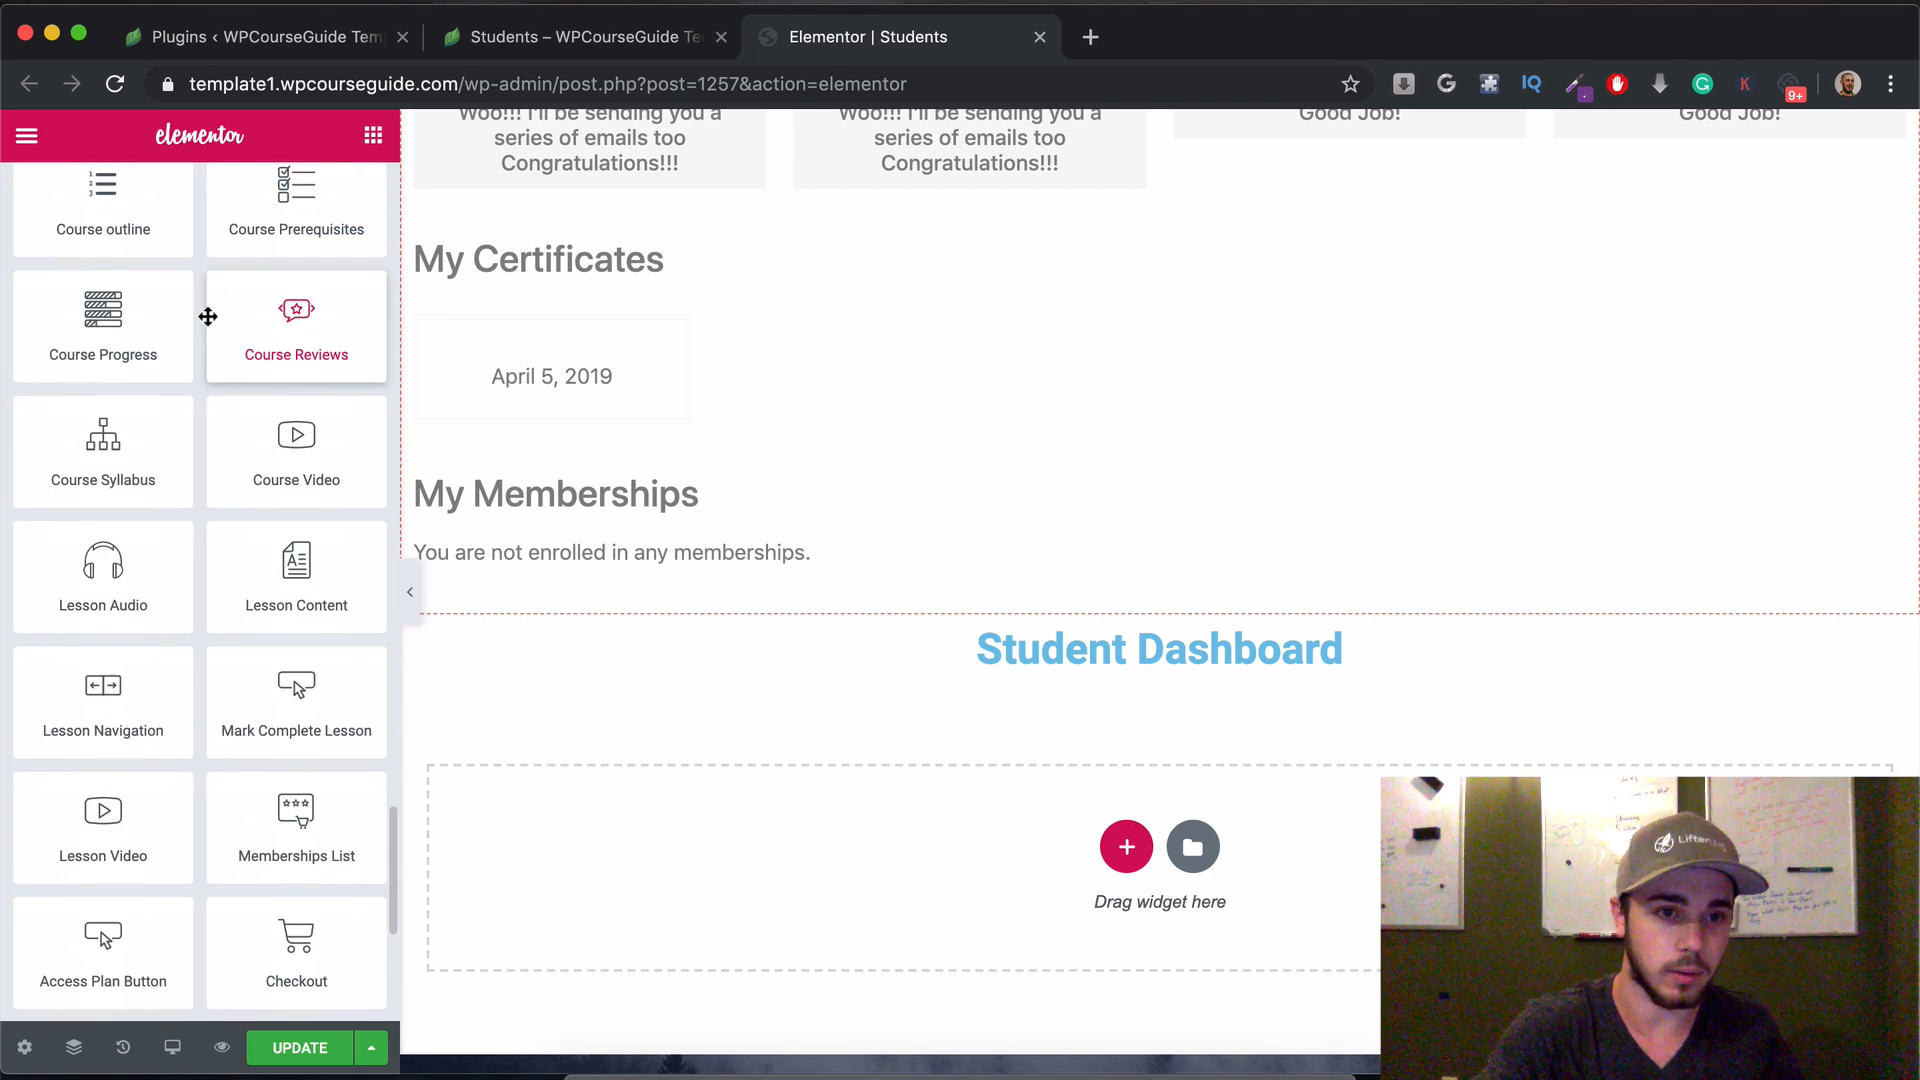 Plugins ‹ WPCourseGuide Tem
Students – WPCourseGuide Te
Elementor | Students
template1.wpcourseguide.com/wp-admin/post.php?post=1257&action=elementor
G
IQ
G
K
9+
elementor
Course outline
Course Prerequisites
Course Progress
Course Reviews
Course Syllabus
Course Video
Lesson Audio
Lesson Content
Lesson Navigation
Mark Complete Lesson
Lesson Video
Memberships List
Access Plan Button
Checkout
UPDATE
Woo!!! I'll be sending you a
series of emails too
Congratulations!!!
Woo!!! I'll be sending you a
series of emails too
Congratulations!!!
Good Job!
Good Job!
My Certificates
April 5, 2019
My Memberships
You are not enrolled in any memberships.
Student Dashboard
Drag widget here